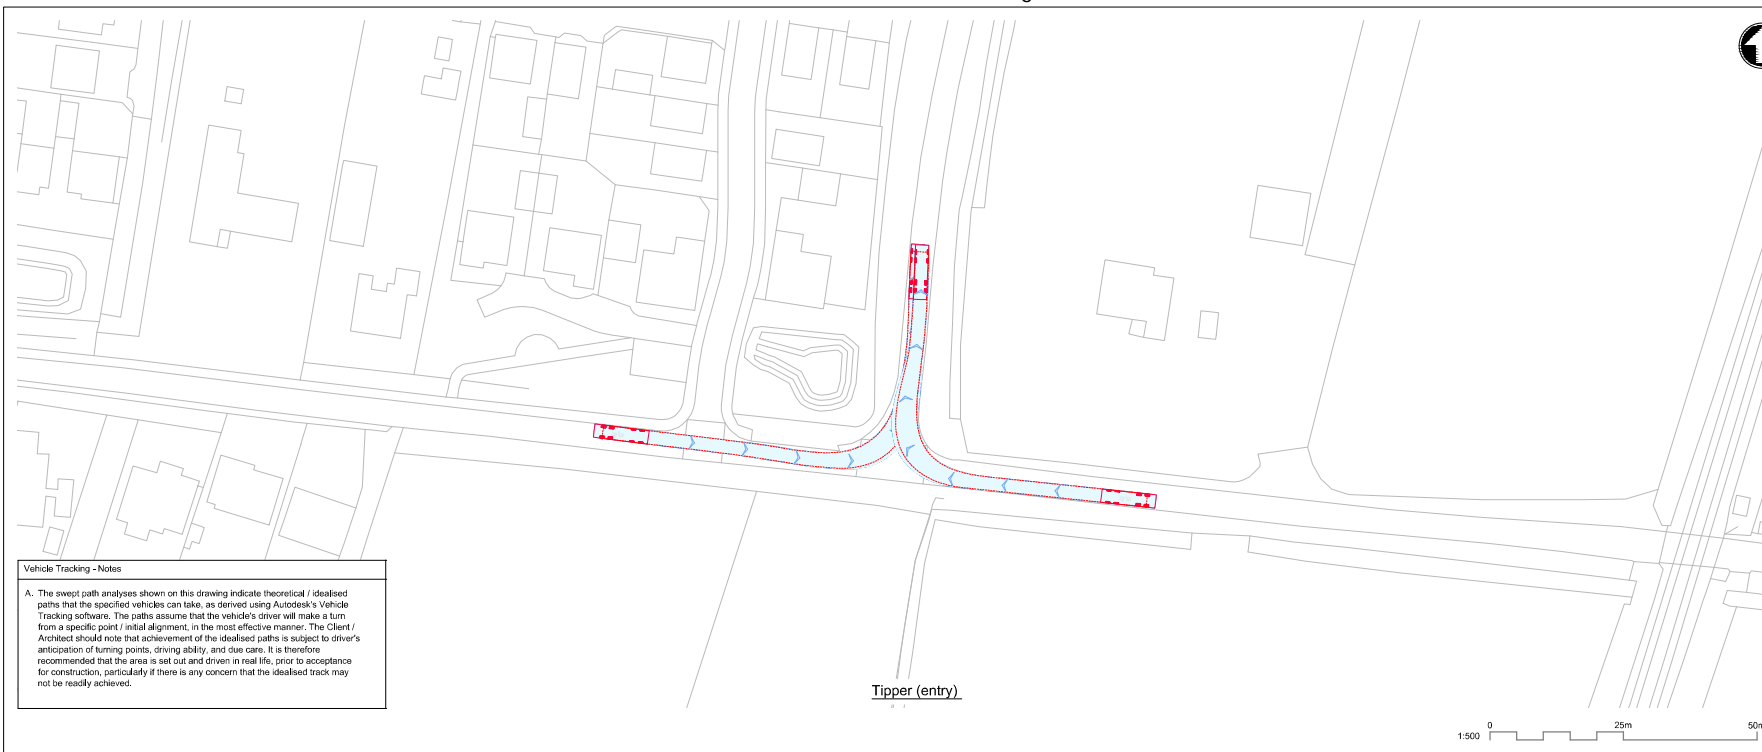 Vehicle Tracking - Notes
A. The swept path analyses shown on this drawing indicate theoretical / idealised
paths that the specified vehicles can take, as derived using Autodesk's Vehicle
Tracking software. The paths assume that the vehicle's driver will make a turn
from a specific point / initial alignment, in the most effective manner. The Client /
Architect should note that achievement of the idealised paths is subject to driver's
anticipation of turning points, driving ability, and due care. It is therefore
recommended that the area is set out and driven in real life, prior to acceptance
for construction, particularly if there is any concern that the idealised track may
not be readily achieved.
Tipper (entry)
1:500 0 25m 50m